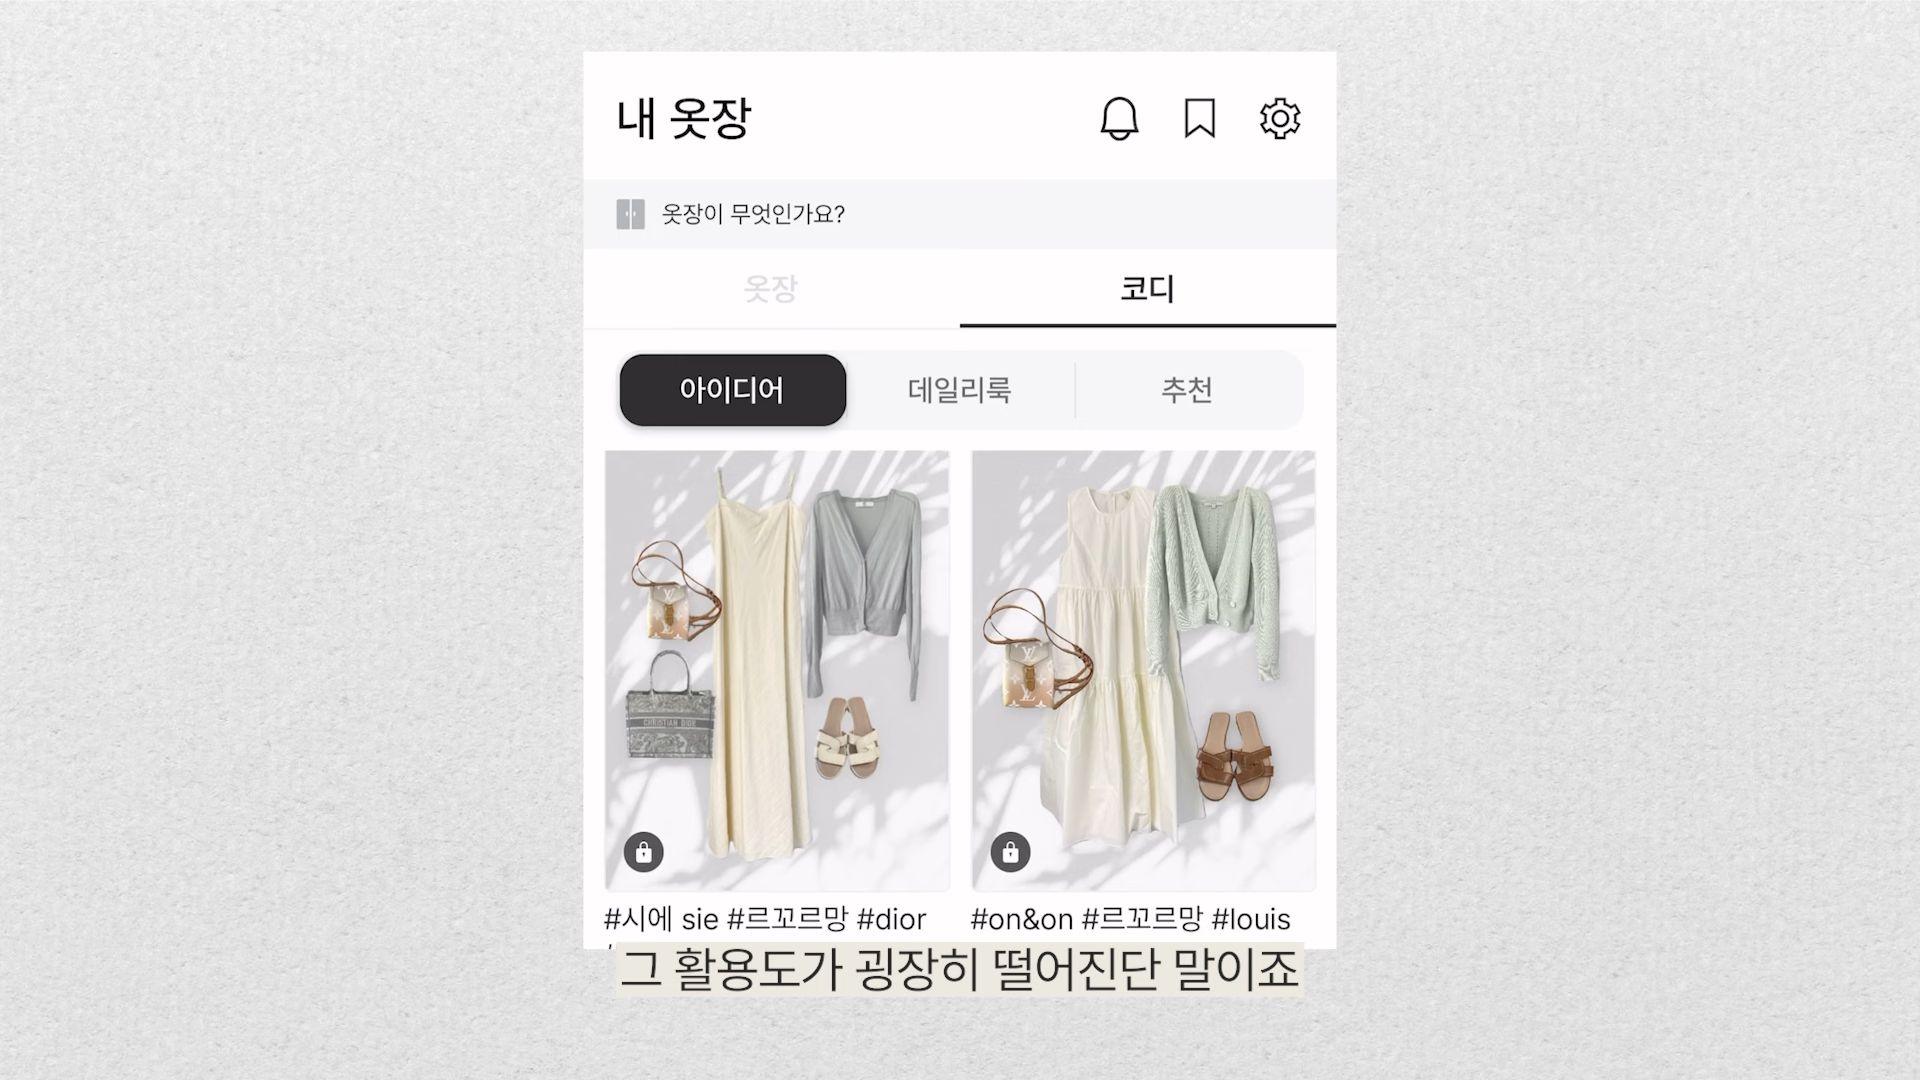 내 옷장
옷장이 무엇인가요?
옷장 코디
아이디어 데일리룩 추천
CHRISTIAN DIOR
#시에 sie #르꼬르망 #dior
#on&on #르꼬르망 #louis
그 활용도가 굉장히 떨어진단 말이죠